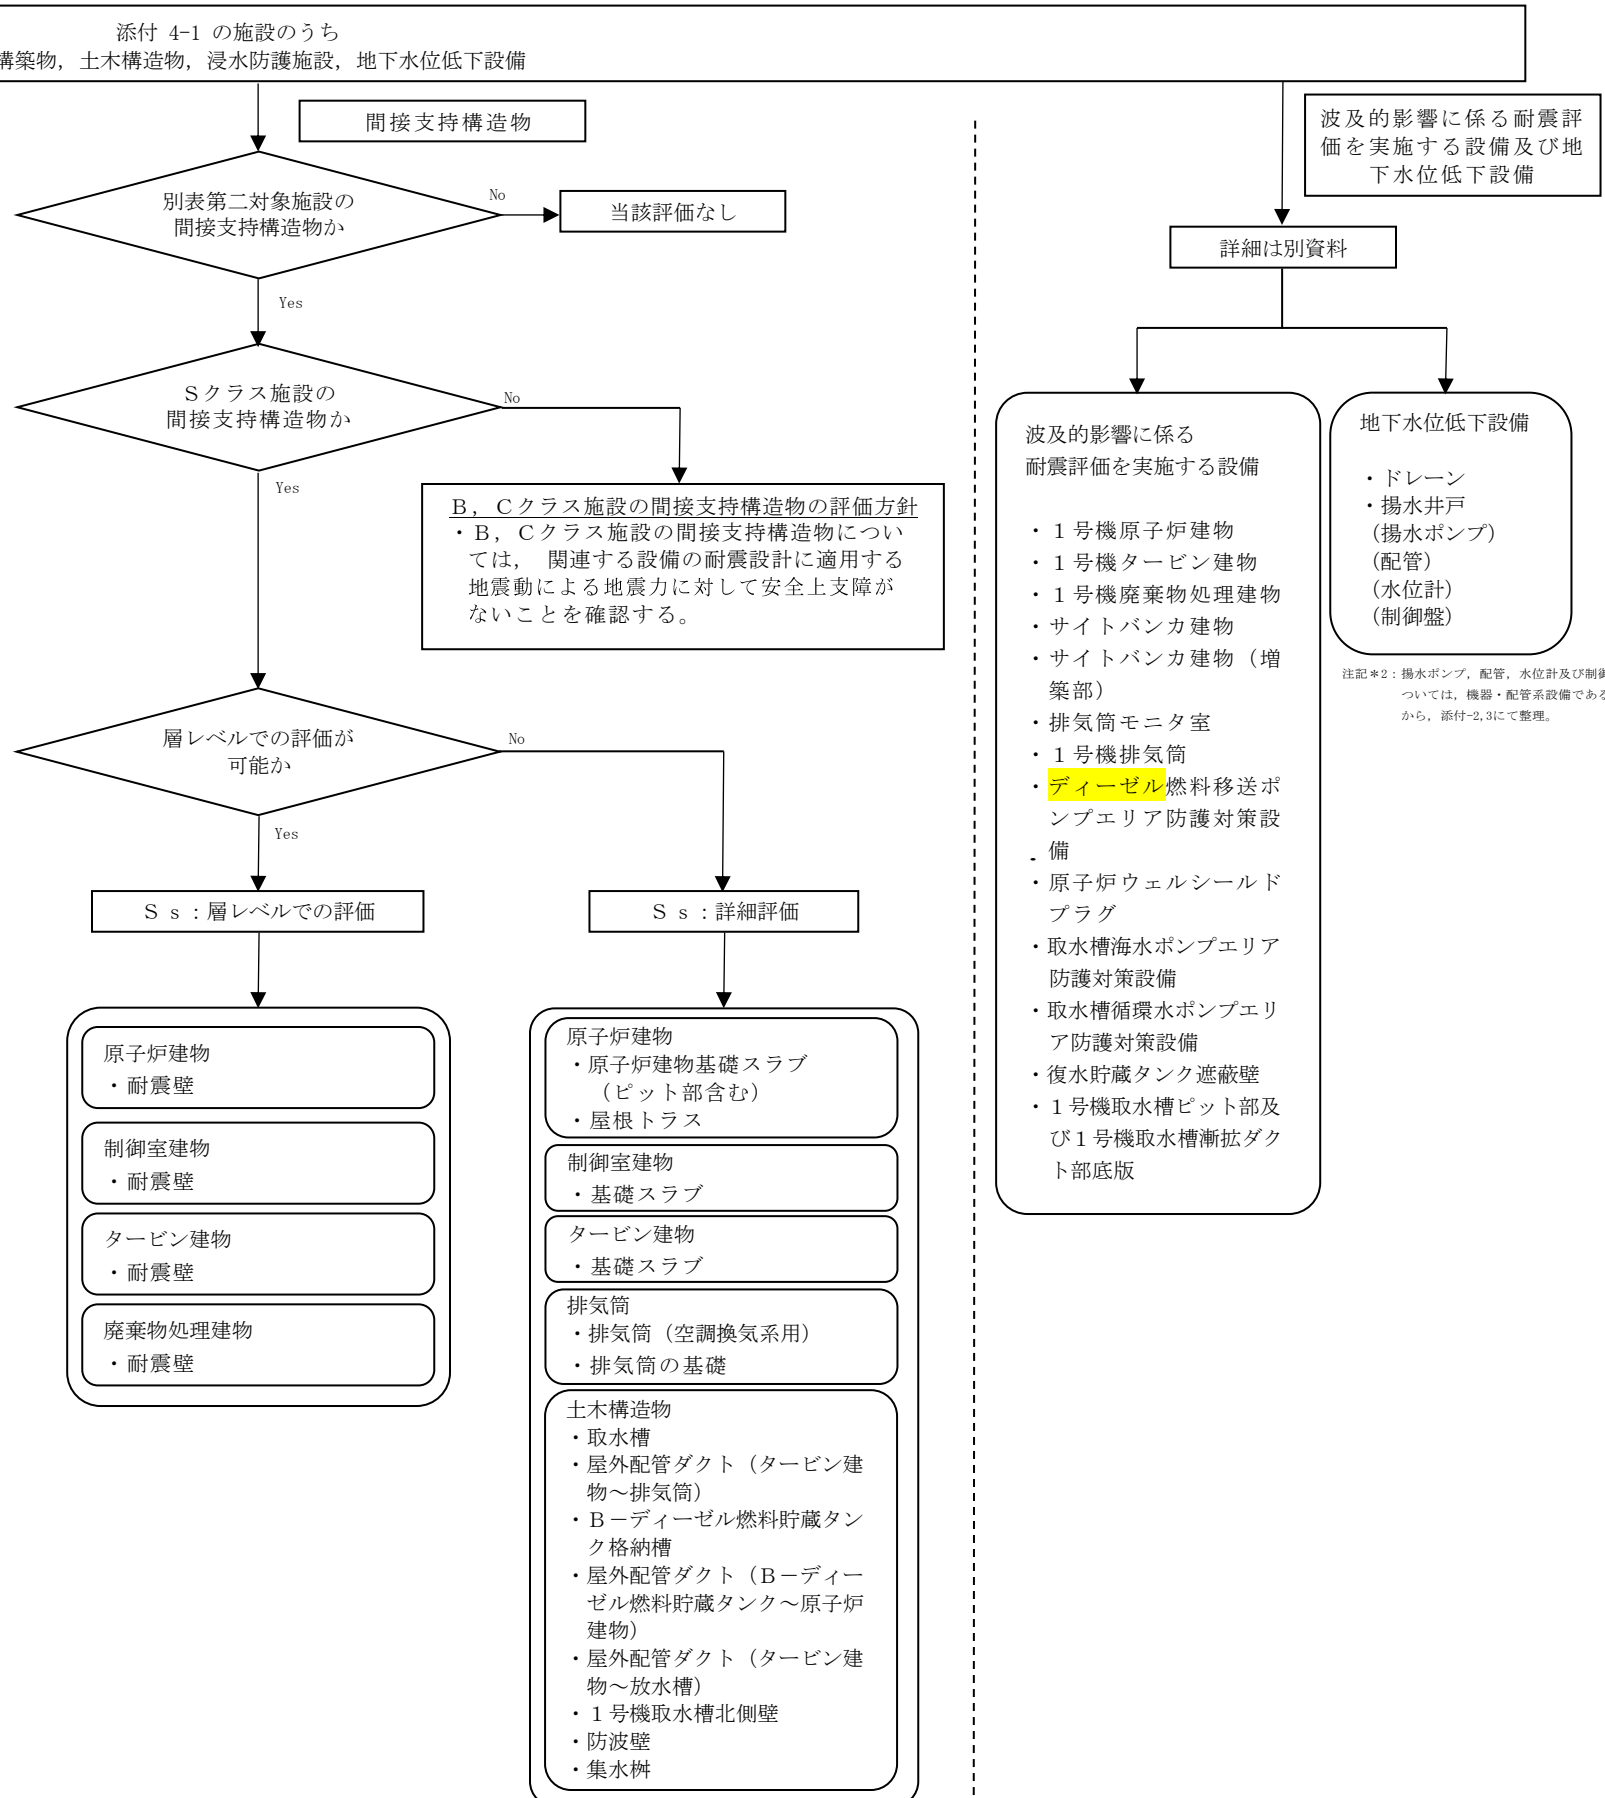 添付 4-1 の施設のうち
構築物, 土木構造物, 浸水防護施設, 地下水位低下設備
間接支持構造物
別表第二対象施設の
間接支持構造物か
No
当該評価なし
Yes
Sクラス施設の
間接支持構造物か
No
Yes
B, Cクラス施設の間接支持構造物の評価方針
・B, Cクラス施設の間接支持構造物につい
ては, 関連する設備の耐震設計に適用する
地震動による地震力に対して安全上支障が
ないことを確認する。
層レベルでの評価が
可能か
No
Yes
Ss:層レベルでの評価
Ss:詳細評価
原子炉建物
・耐震壁
制御室建物
・耐震壁
タービン建物
・耐震壁
廃棄物処理建物
・耐震壁
原子炉建物
・原子炉建物基礎スラブ
(ピット部含む)
・屋根トラス
制御室建物
・基礎スラブ
タービン建物
・基礎スラブ
排気筒
・排気筒(空調換気系用)
・排気筒の基礎
土木構造物
・取水槽
・屋外配管ダクト(タービン建
物~排気筒)
・B-ディーゼル燃料貯蔵タン
ク格納槽
・屋外配管ダクト(B-ディー
ゼル燃料貯蔵タンク~原子炉
建物)
・屋外配管ダクト(タービン建
物~放水槽)
・1号機取水槽北側壁
・防波壁
・集水桝
波及的影響に係る耐震評
価を実施する設備及び地
下水位低下設備
詳細は別資料
波及的影響に係る
耐震評価を実施する設備
・1号機原子炉建物
・1号機タービン建物
・1号機廃棄物処理建物
・サイトバンカ建物
・サイトバンカ建物(増
築部)
・排気筒モニタ室
・1号機排気筒
・ディーゼル燃料移送ポ
ンプエリア防護対策設
備
・原子炉ウェルシールド
プラグ
・取水槽海水ポンプエリア
防護対策設備
・取水槽循環水ポンプエリ
ア防護対策設備
・復水貯蔵タンク遮蔽壁
・1号機取水槽ピット部及
び1号機取水槽漸拡ダク
ト部底版
地下水位低下設備
・ドレーン
・揚水井戸
(揚水ポンプ)
(配管)
(水位計)
(制御盤)
注記*2:揚水ポンプ, 配管, 水位計及び制御
ついては, 機器・配管系設備である
から, 添付-2,3にて整理。